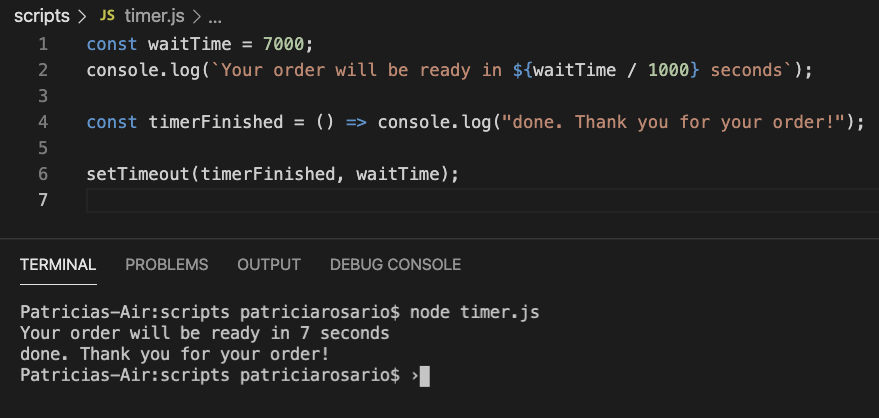 scripts > JS timer.js > ...
1 const waitTime = 7000;
2 console.log(`Your order will be ready in ${waitTime / 1000} seconds`);
3
4 const timerFinished = () => console.log("done. Thank you for your order!");
5
6 setTimeout(timerFinished, waitTime);
7
TERMINAL PROBLEMS OUTPUT DEBUG CONSOLE
Patricias-Air:scripts patriciarosario$ node timer.js
Your order will be ready in 7 seconds
done. Thank you for your order!
Patricias-Air:scripts patriciarosario$ ›